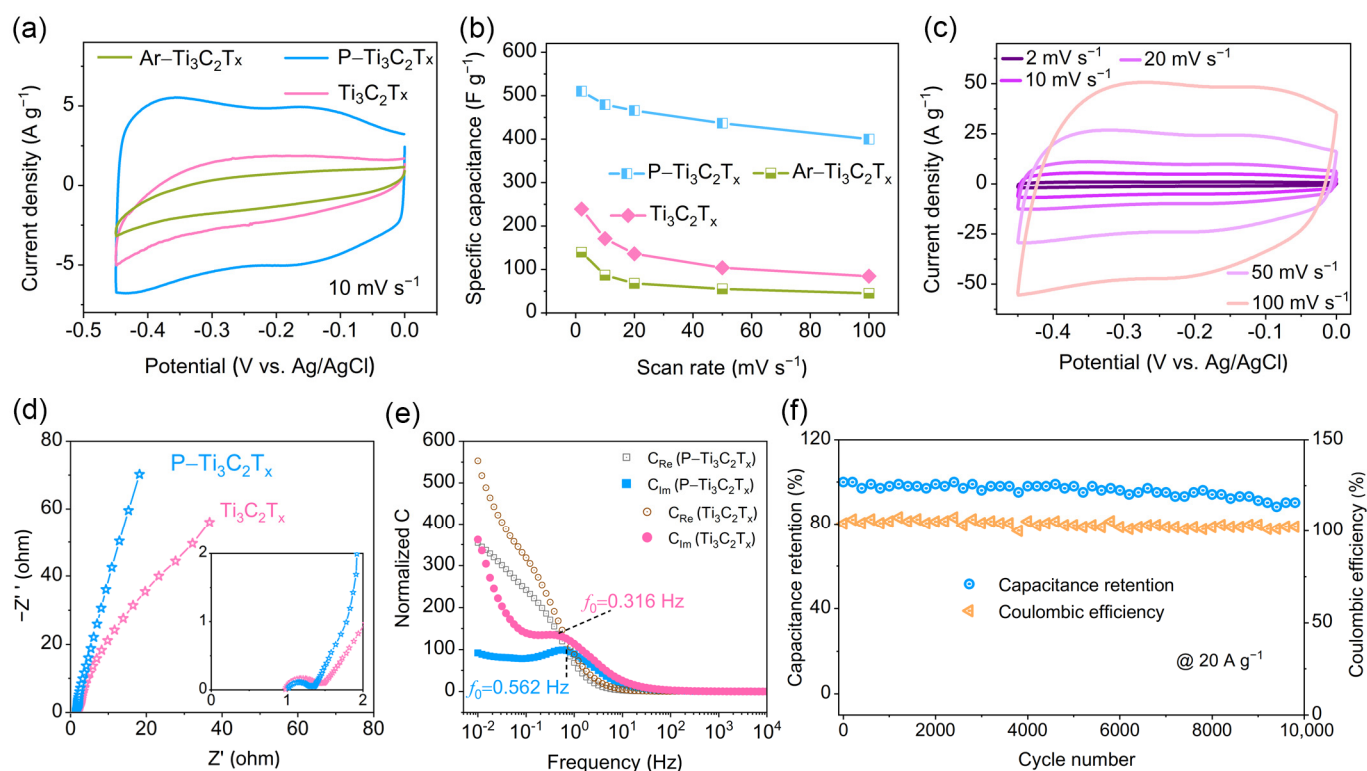 (a)
Ar–Ti₃C₂Tₓ
P–Ti₃C₂Tₓ
Ti₃C₂Tₓ
5
0
-5
10 mV s⁻¹
-0.5 -0.4 -0.3 -0.2 -0.1 0.0
Current density (A g⁻¹)
Potential (V vs. Ag/AgCl)
(b)
600
500
400
300
200
100
0
P–Ti₃C₂Tₓ
Ar–Ti₃C₂Tₓ
Ti₃C₂Tₓ
0 20 40 60 80 100
Specific capacitance (F g⁻¹)
Scan rate (mV s⁻¹)
(c)
2 mV s⁻¹
20 mV s⁻¹
10 mV s⁻¹
50
25
0
-25
-50
50 mV s⁻¹
100 mV s⁻¹
-0.4 -0.3 -0.2 -0.1 0.0
Current density (A g⁻¹)
Potential (V vs. Ag/AgCl)
(d)
80
60
40
20
0
P–Ti₃C₂Tₓ
Ti₃C₂Tₓ
2
1
0
0 1 2
0 20 40 60 80
−Z'' (ohm)
Z' (ohm)
(e)
600
500
400
300
200
100
0
C_Re (P–Ti₃C₂Tₓ)
C_Im (P–Ti₃C₂Tₓ)
C_Re (Ti₃C₂Tₓ)
C_Im (Ti₃C₂Tₓ)
f₀=0.316 Hz
f₀=0.562 Hz
10⁻² 10⁻¹ 10⁰ 10¹ 10² 10³ 10⁴
Normalized C
Frequency (Hz)
(f)
120
80
40
0
150
100
50
0
Capacitance retention
Coulombic efficiency
@ 20 A g⁻¹
0 2000 4000 6000 8000 10,000
Capacitance retention (%)
Coulombic efficiency (%)
Cycle number